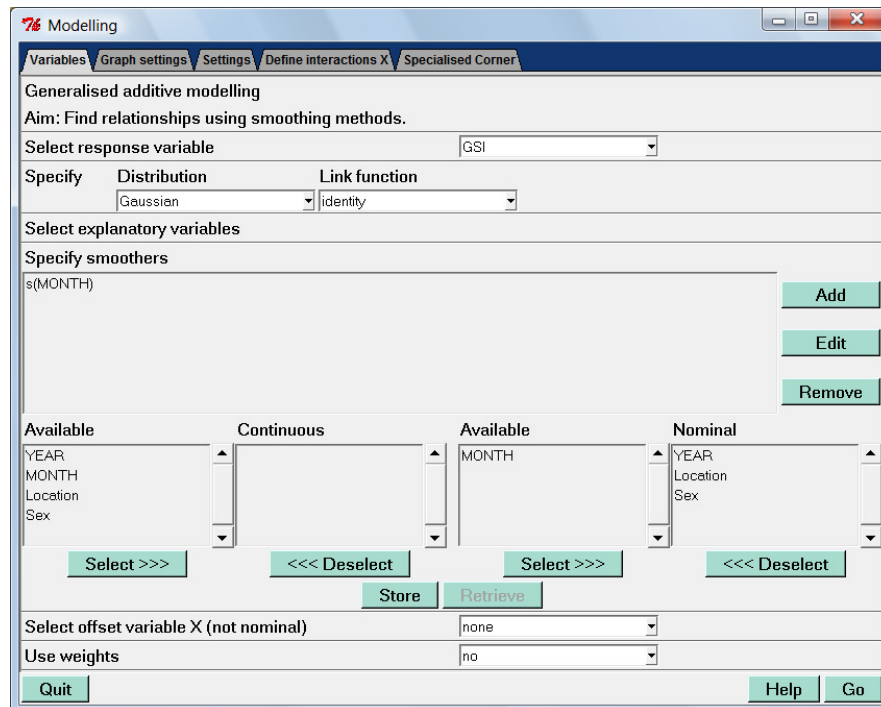 Modelling
Variables Graph settings Settings Define interactions X Specialised Corner
Generalised additive modelling
Aim: Find relationships using smoothing methods.
Select response variable GSI
Specify Distribution Link function
Gaussian identity
Select explanatory variables
Specify smoothers
s(MONTH)
Add
Edit
Remove
Available Continuous Available Nominal
YEAR MONTH YEAR
MONTH Location
Location Sex
Sex
Select >>> <<< Deselect Select >>> <<< Deselect
Store Retrieve
Select offset variable X (not nominal) none
Use weights no
Quit Help Go